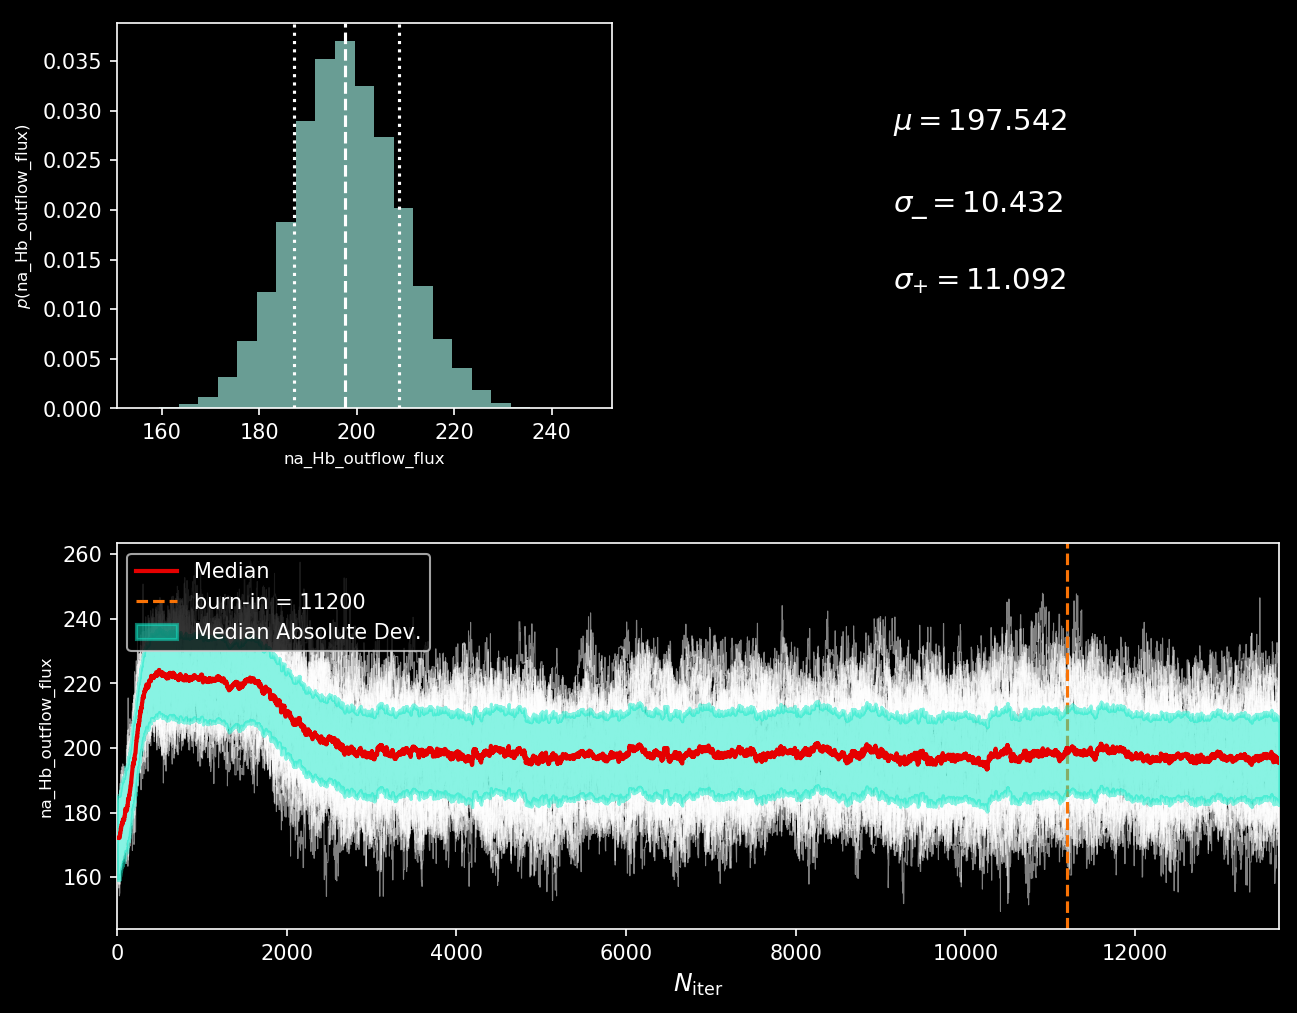 0.035
0.030
0.025
0.020
0.015
0.010
0.005
0.000
p(na_Hb_outflow_flux)
160 180 200 220 240
na_Hb_outflow_flux
μ = 197.542
σ− = 10.432
σ+ = 11.092
260
240
220
200
180
160
na_Hb_outflow_flux
Median
burn-in = 11200
Median Absolute Dev.
0 2000 4000 6000 8000 10000 12000
Niter